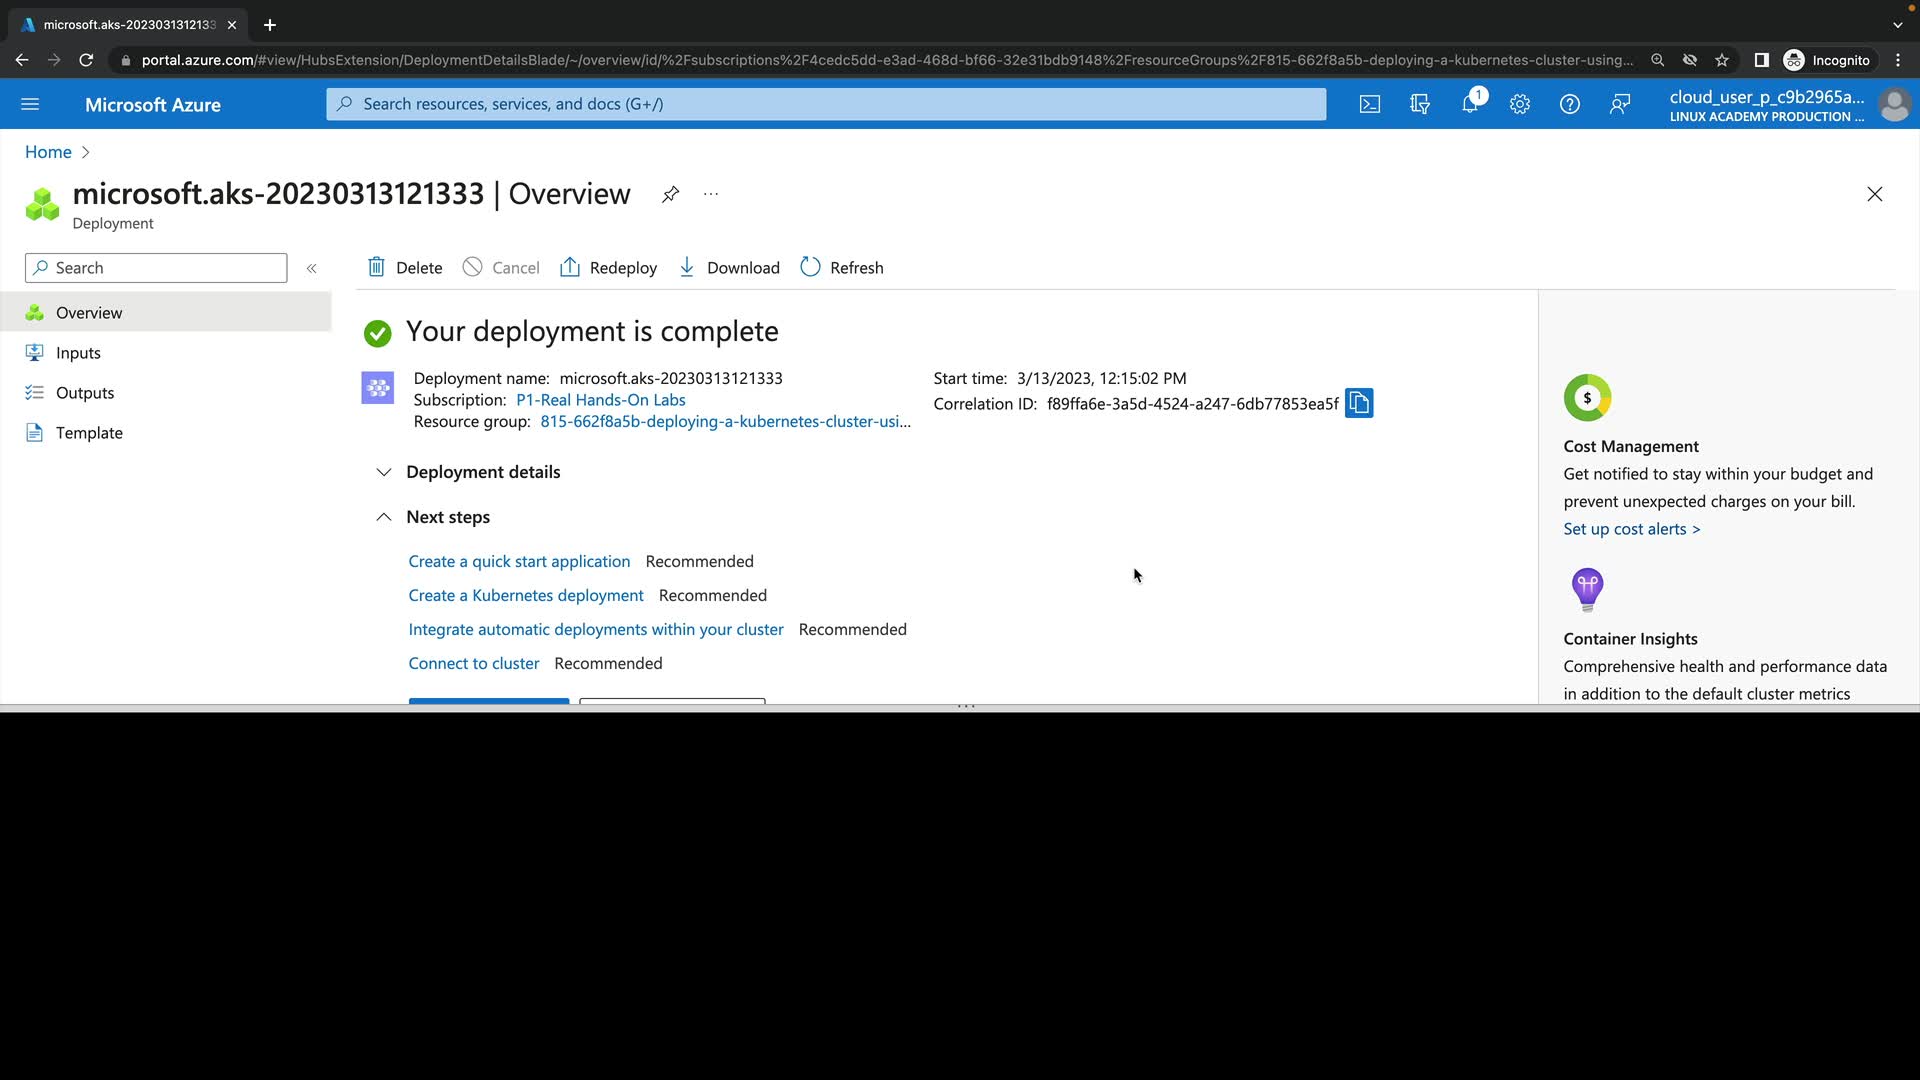 microsoft.aks-20230313121333
portal.azure.com/#view/HubsExtension/DeploymentDetailsBlade/~/overview/id/%2Fsubscriptions%2F4cedc5dd-e3ad-468d-bf66-32e31bdb9148%2FresourceGroups%2F815-662f8a5b-deploying-a-kubernetes-cluster-using...
Incognito
Microsoft Azure
Search resources, services, and docs (G+/)
1
cloud_user_p_c9b2965a...
LINUX ACADEMY PRODUCTION ...
Home
microsoft.aks-20230313121333 | Overview
...
Deployment
Search
«
Delete
Cancel
Redeploy
Download
Refresh
Overview
Inputs
Outputs
Template
Your deployment is complete
Deployment name: microsoft.aks-20230313121333
Subscription: P1-Real Hands-On Labs
Resource group: 815-662f8a5b-deploying-a-kubernetes-cluster-usi...
Start time: 3/13/2023, 12:15:02 PM
Correlation ID: f89ffa6e-3a5d-4524-a247-6db77853ea5f
Deployment details
Next steps
Create a quick start application Recommended
Create a Kubernetes deployment Recommended
Integrate automatic deployments within your cluster Recommended
Connect to cluster Recommended
$
Cost Management
Get notified to stay within your budget and
prevent unexpected charges on your bill.
Set up cost alerts >
Container Insights
Comprehensive health and performance data
in addition to the default cluster metrics